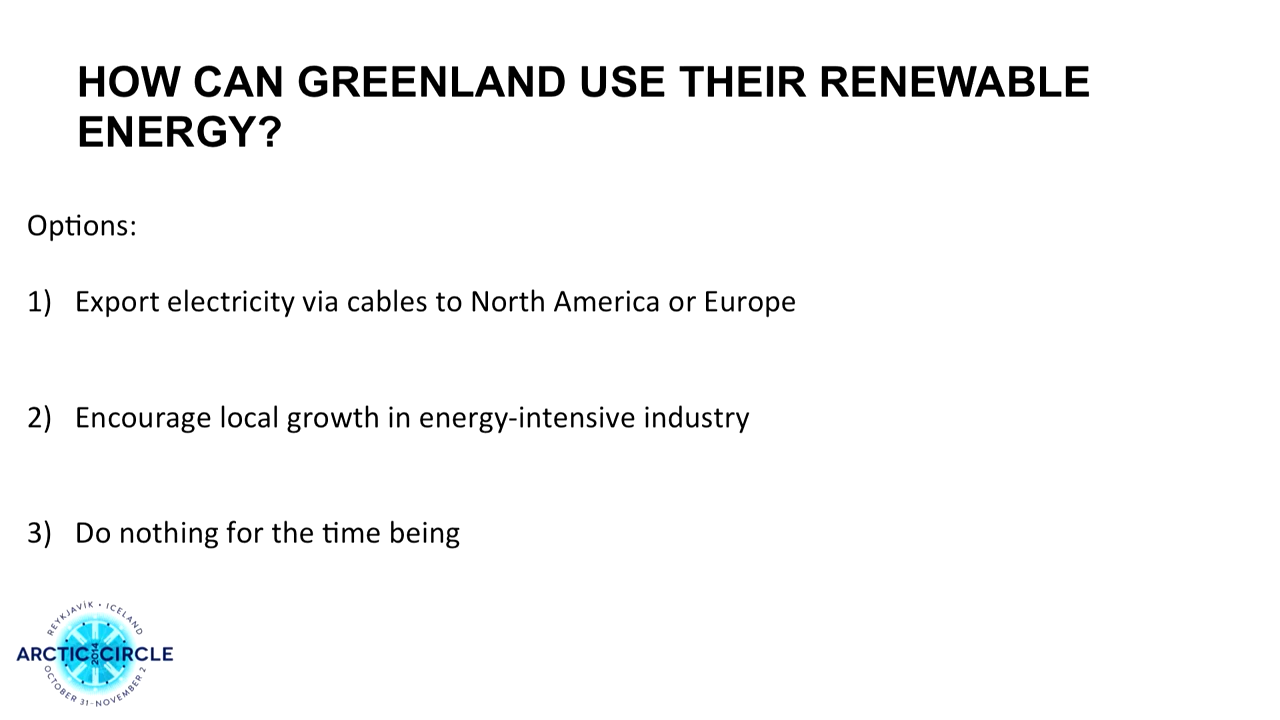 HOW CAN GREENLAND USE THEIR RENEWABLE
ENERGY?
Options:
1) Export electricity via cables to North America or Europe
2) Encourage local growth in energy-intensive industry
3) Do nothing for the time being
REYKJAVÍK • ICELAND
ARCTIC CIRCLE
2014
OCTOBER 31–NOVEMBER 2